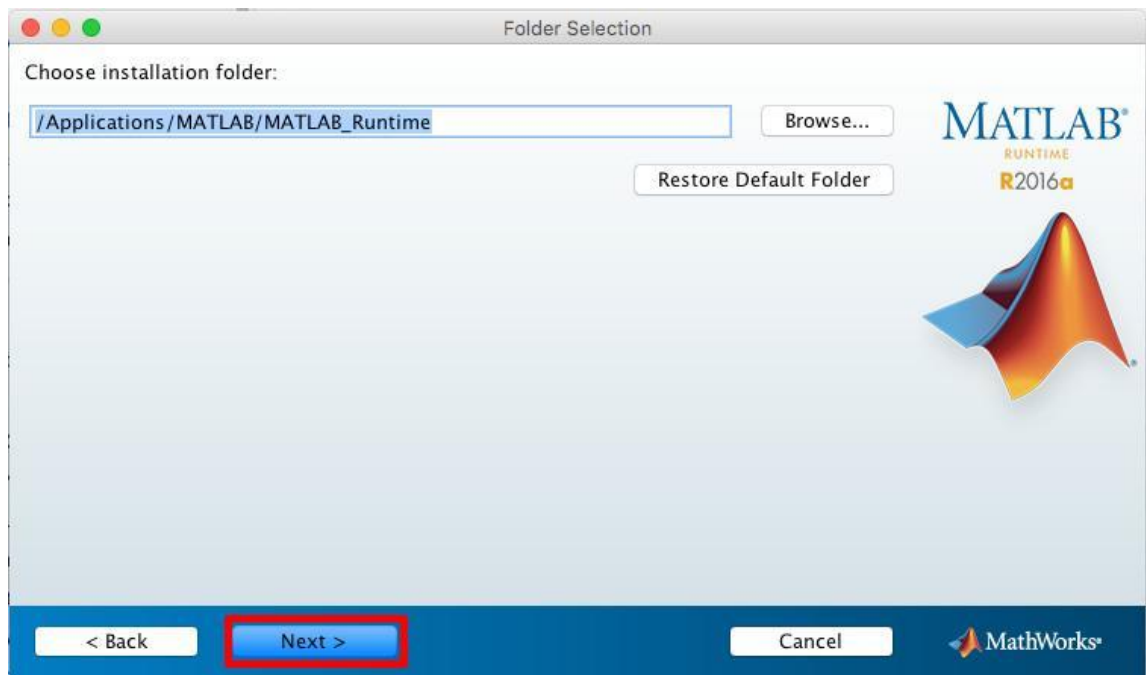 Folder Selection
Choose installation folder:
/Applications/MATLAB/MATLAB_Runtime
Browse...
Restore Default Folder
MATLAB®
RUNTIME
R2016a
< Back
Next >
Cancel
MathWorks®